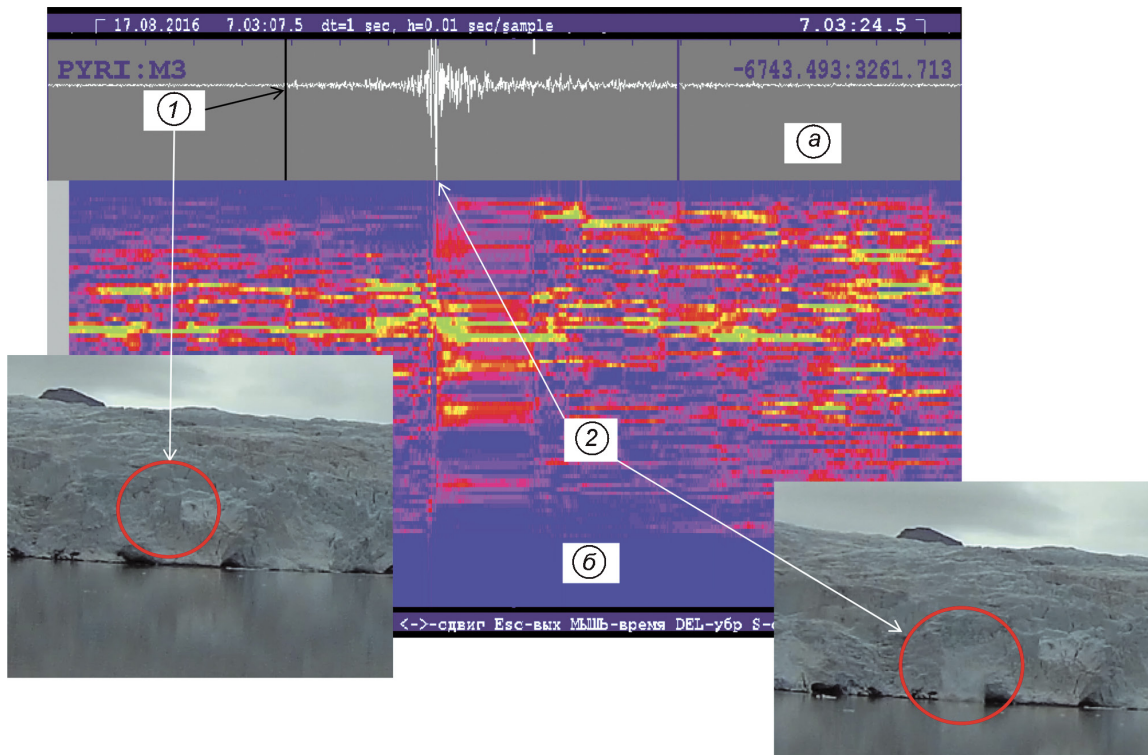 17.08.2016 7.03:07.5 dt=1 sec, h=0.01 sec/sample 7.03:24.5
PYRI:M3 -6743.493:3261.713
1
а
2
б
<->-сдвиг Esc-вых МЫШЬ-время DEL-убр